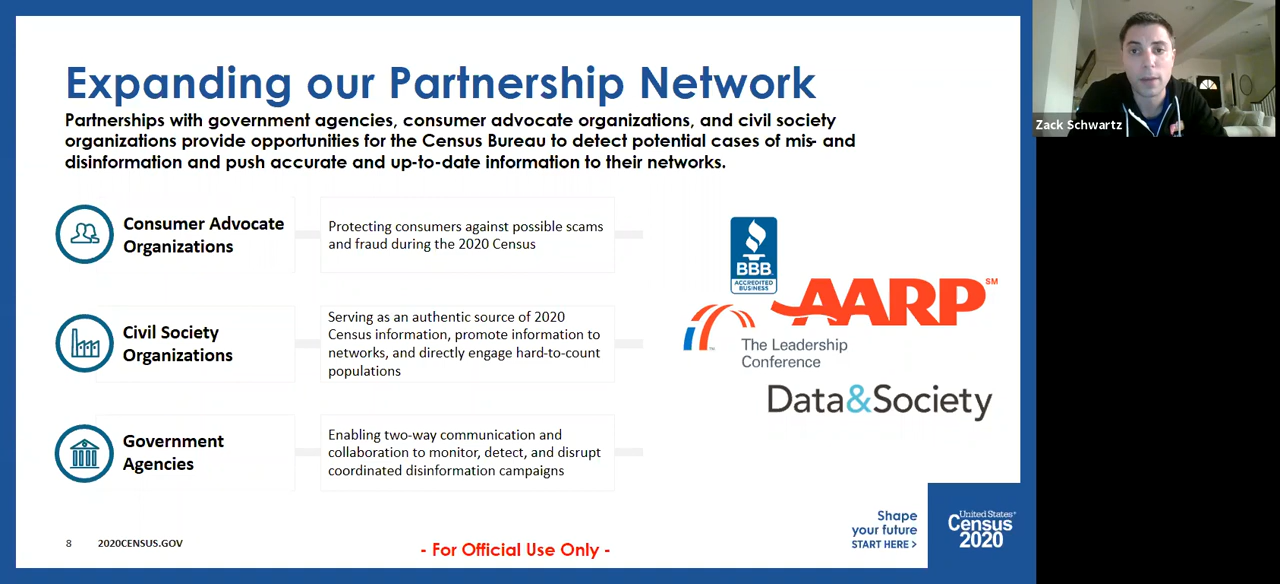 Expanding our Partnership Network
Partnerships with government agencies, consumer advocate organizations, and civil society
organizations provide opportunities for the Census Bureau to detect potential cases of mis- and
disinformation and push accurate and up-to-date information to their networks.
Consumer Advocate
Organizations
Protecting consumers against possible scams
and fraud during the 2020 Census
Civil Society
Organizations
Serving as an authentic source of 2020
Census information, promote information to
networks, and directly engage hard-to-count
populations
Government
Agencies
Enabling two-way communication and
collaboration to monitor, detect, and disrupt
coordinated disinformation campaigns
BBB
ACCREDITED
BUSINESS
AARP SM
The Leadership
Conference
Data&Society
8 2020CENSUS.GOV
- For Official Use Only -
Shape
your future
START HERE >
United States®
Census
2020
Zack Schwartz